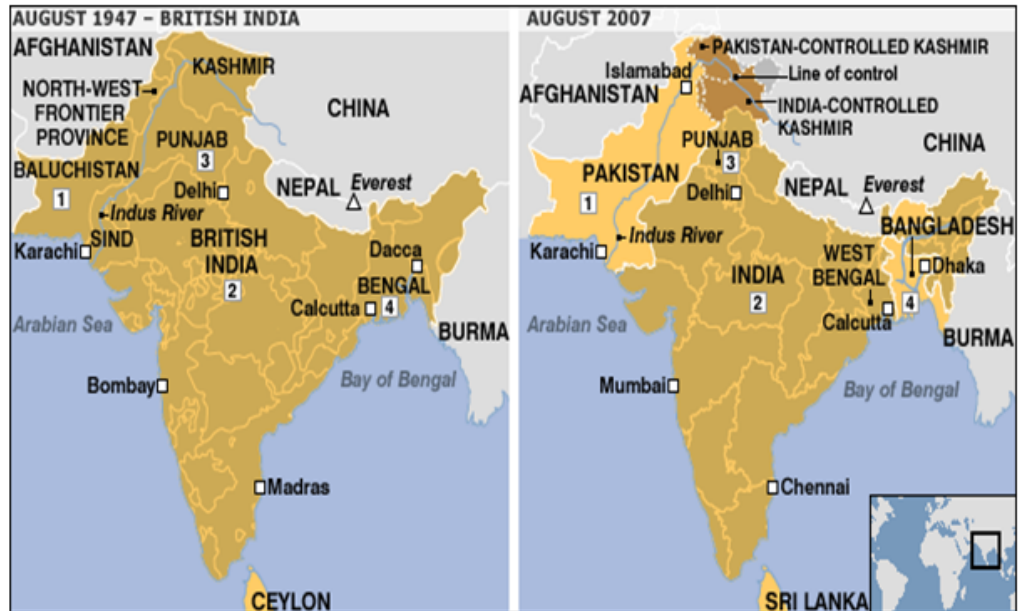 AUGUST 1947 – BRITISH INDIA
AFGHANISTAN
KASHMIR
NORTH-WEST
FRONTIER
PROVINCE
CHINA
PUNJAB
3
BALUCHISTAN
1
Delhi
NEPAL
Everest
Indus River
Karachi
SIND
BRITISH
INDIA
2
Dacca
BENGAL
4
Calcutta
Arabian Sea
BURMA
Bombay
Bay of Bengal
Madras
CEYLON
AUGUST 2007
PAKISTAN-CONTROLLED KASHMIR
Islamabad
Line of control
AFGHANISTAN
INDIA-CONTROLLED
KASHMIR
CHINA
PUNJAB
3
PAKISTAN
1
Delhi
NEPAL
Everest
BANGLADESH
Indus River
Karachi
WEST
BENGAL
Dhaka
INDIA
2
4
Calcutta
Arabian Sea
BURMA
Mumbai
Bay of Bengal
Chennai
SRI LANKA